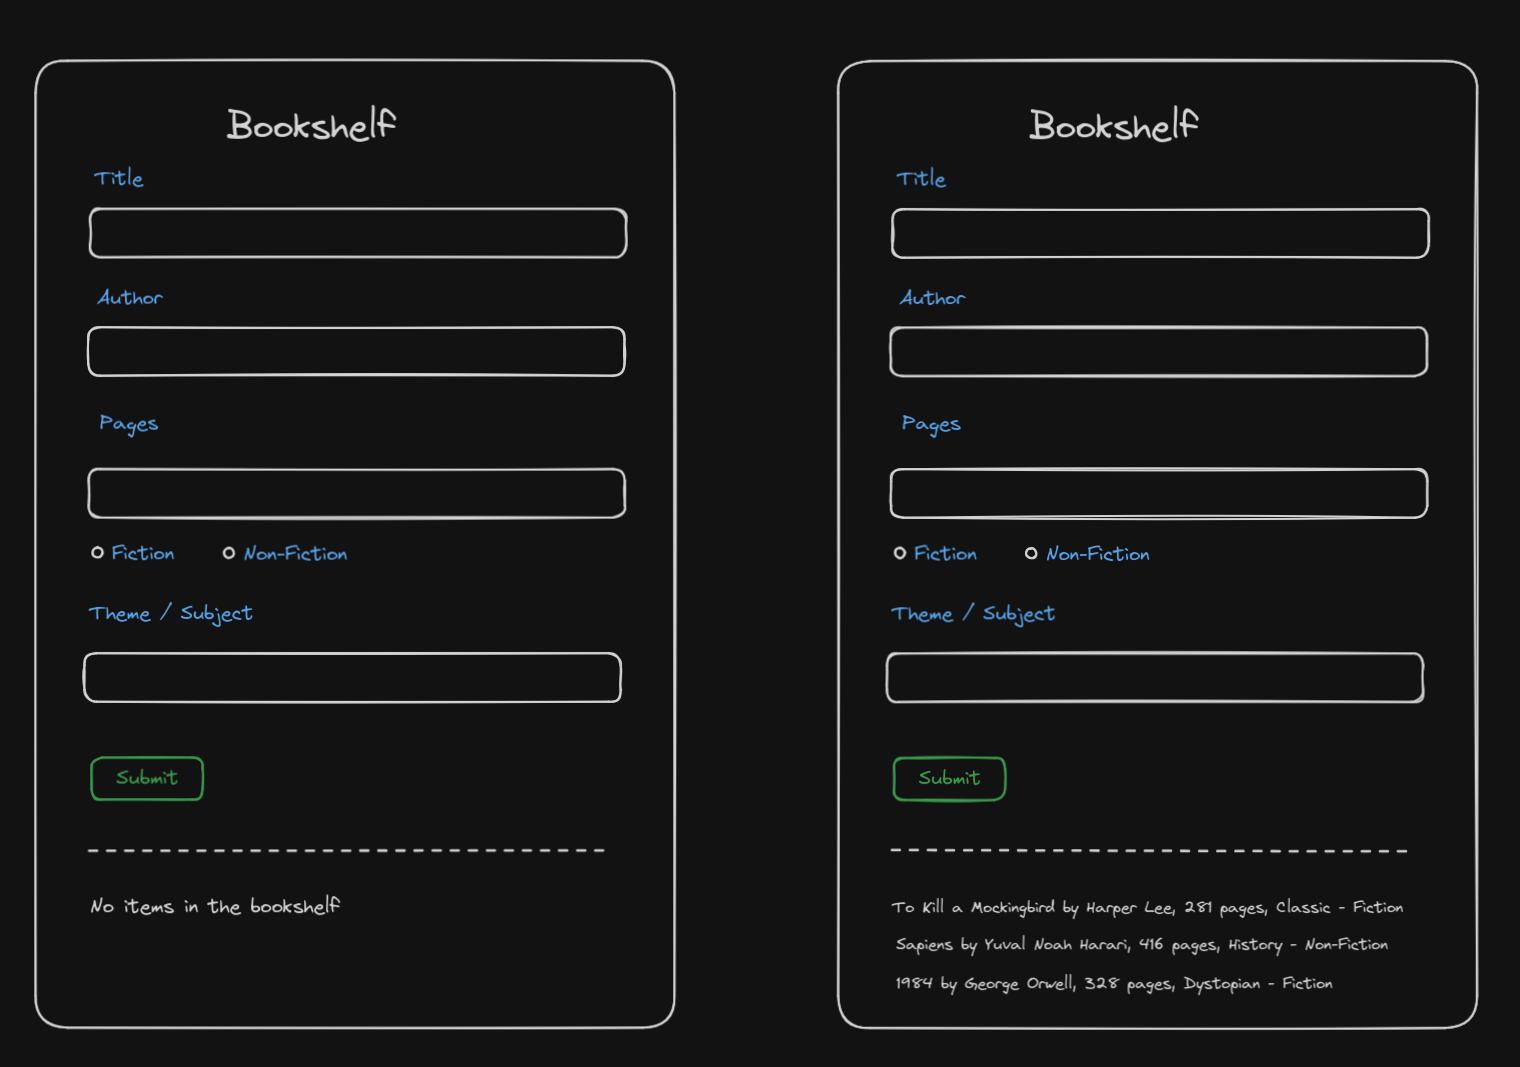 Bookshelf
Title
Author
Pages
Fiction
Non-Fiction
Theme / Subject
Submit
No items in the bookshelf
Bookshelf
Title
Author
Pages
Fiction
Non-Fiction
Theme / Subject
Submit
To Kill a Mockingbird by Harper Lee, 281 pages, Classic - Fiction
Sapiens by Yuval Noah Harari, 416 pages, History - Non-Fiction
1984 by George Orwell, 328 pages, Dystopian - Fiction